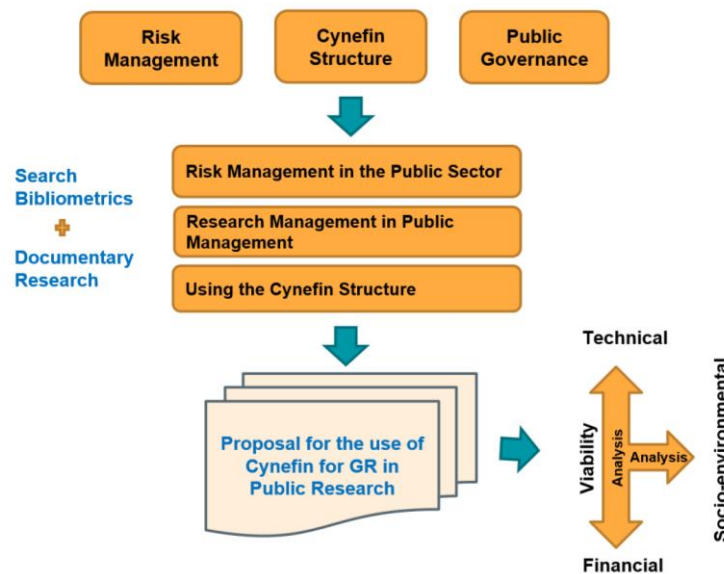 Risk
Management
Cynefin
Structure
Public
Governance
Risk Management in the Public Sector
Search
Bibliometrics
Research Management in Public
Management
Documentary
Research
Using the Cynefin Structure
Technical
Proposal for the use of
Cynefin for GR in
Public Research
Viability
Analysis
Analysis
Socio-environmental
Financial